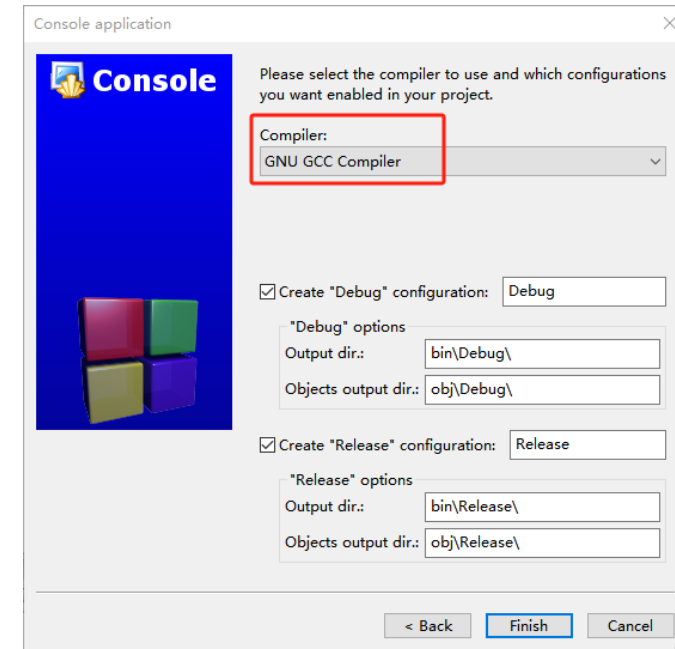 Console application
Console
Please select the compiler to use and which configurations
you want enabled in your project.
Compiler:
GNU GCC Compiler
Create "Debug" configuration: Debug
"Debug" options
Output dir.: bin\Debug\
Objects output dir.: obj\Debug\
Create "Release" configuration: Release
"Release" options
Output dir.: bin\Release\
Objects output dir.: obj\Release\
< Back Finish Cancel